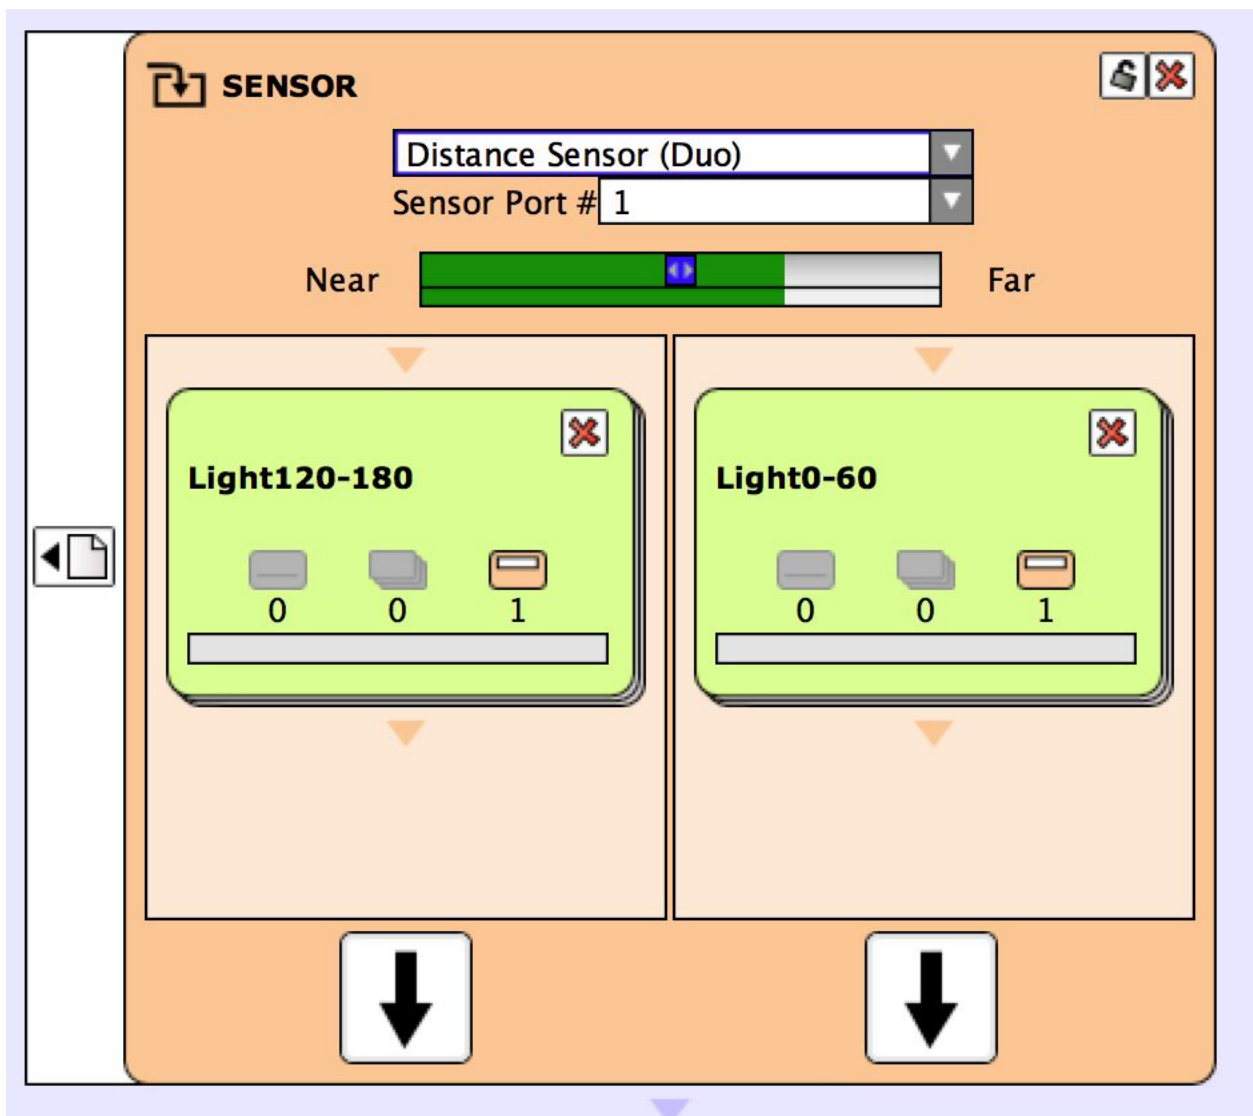 SENSOR
Distance Sensor (Duo)
Sensor Port # 1
Near Far
Light120-180
0 0 1
Light0-60
0 0 1